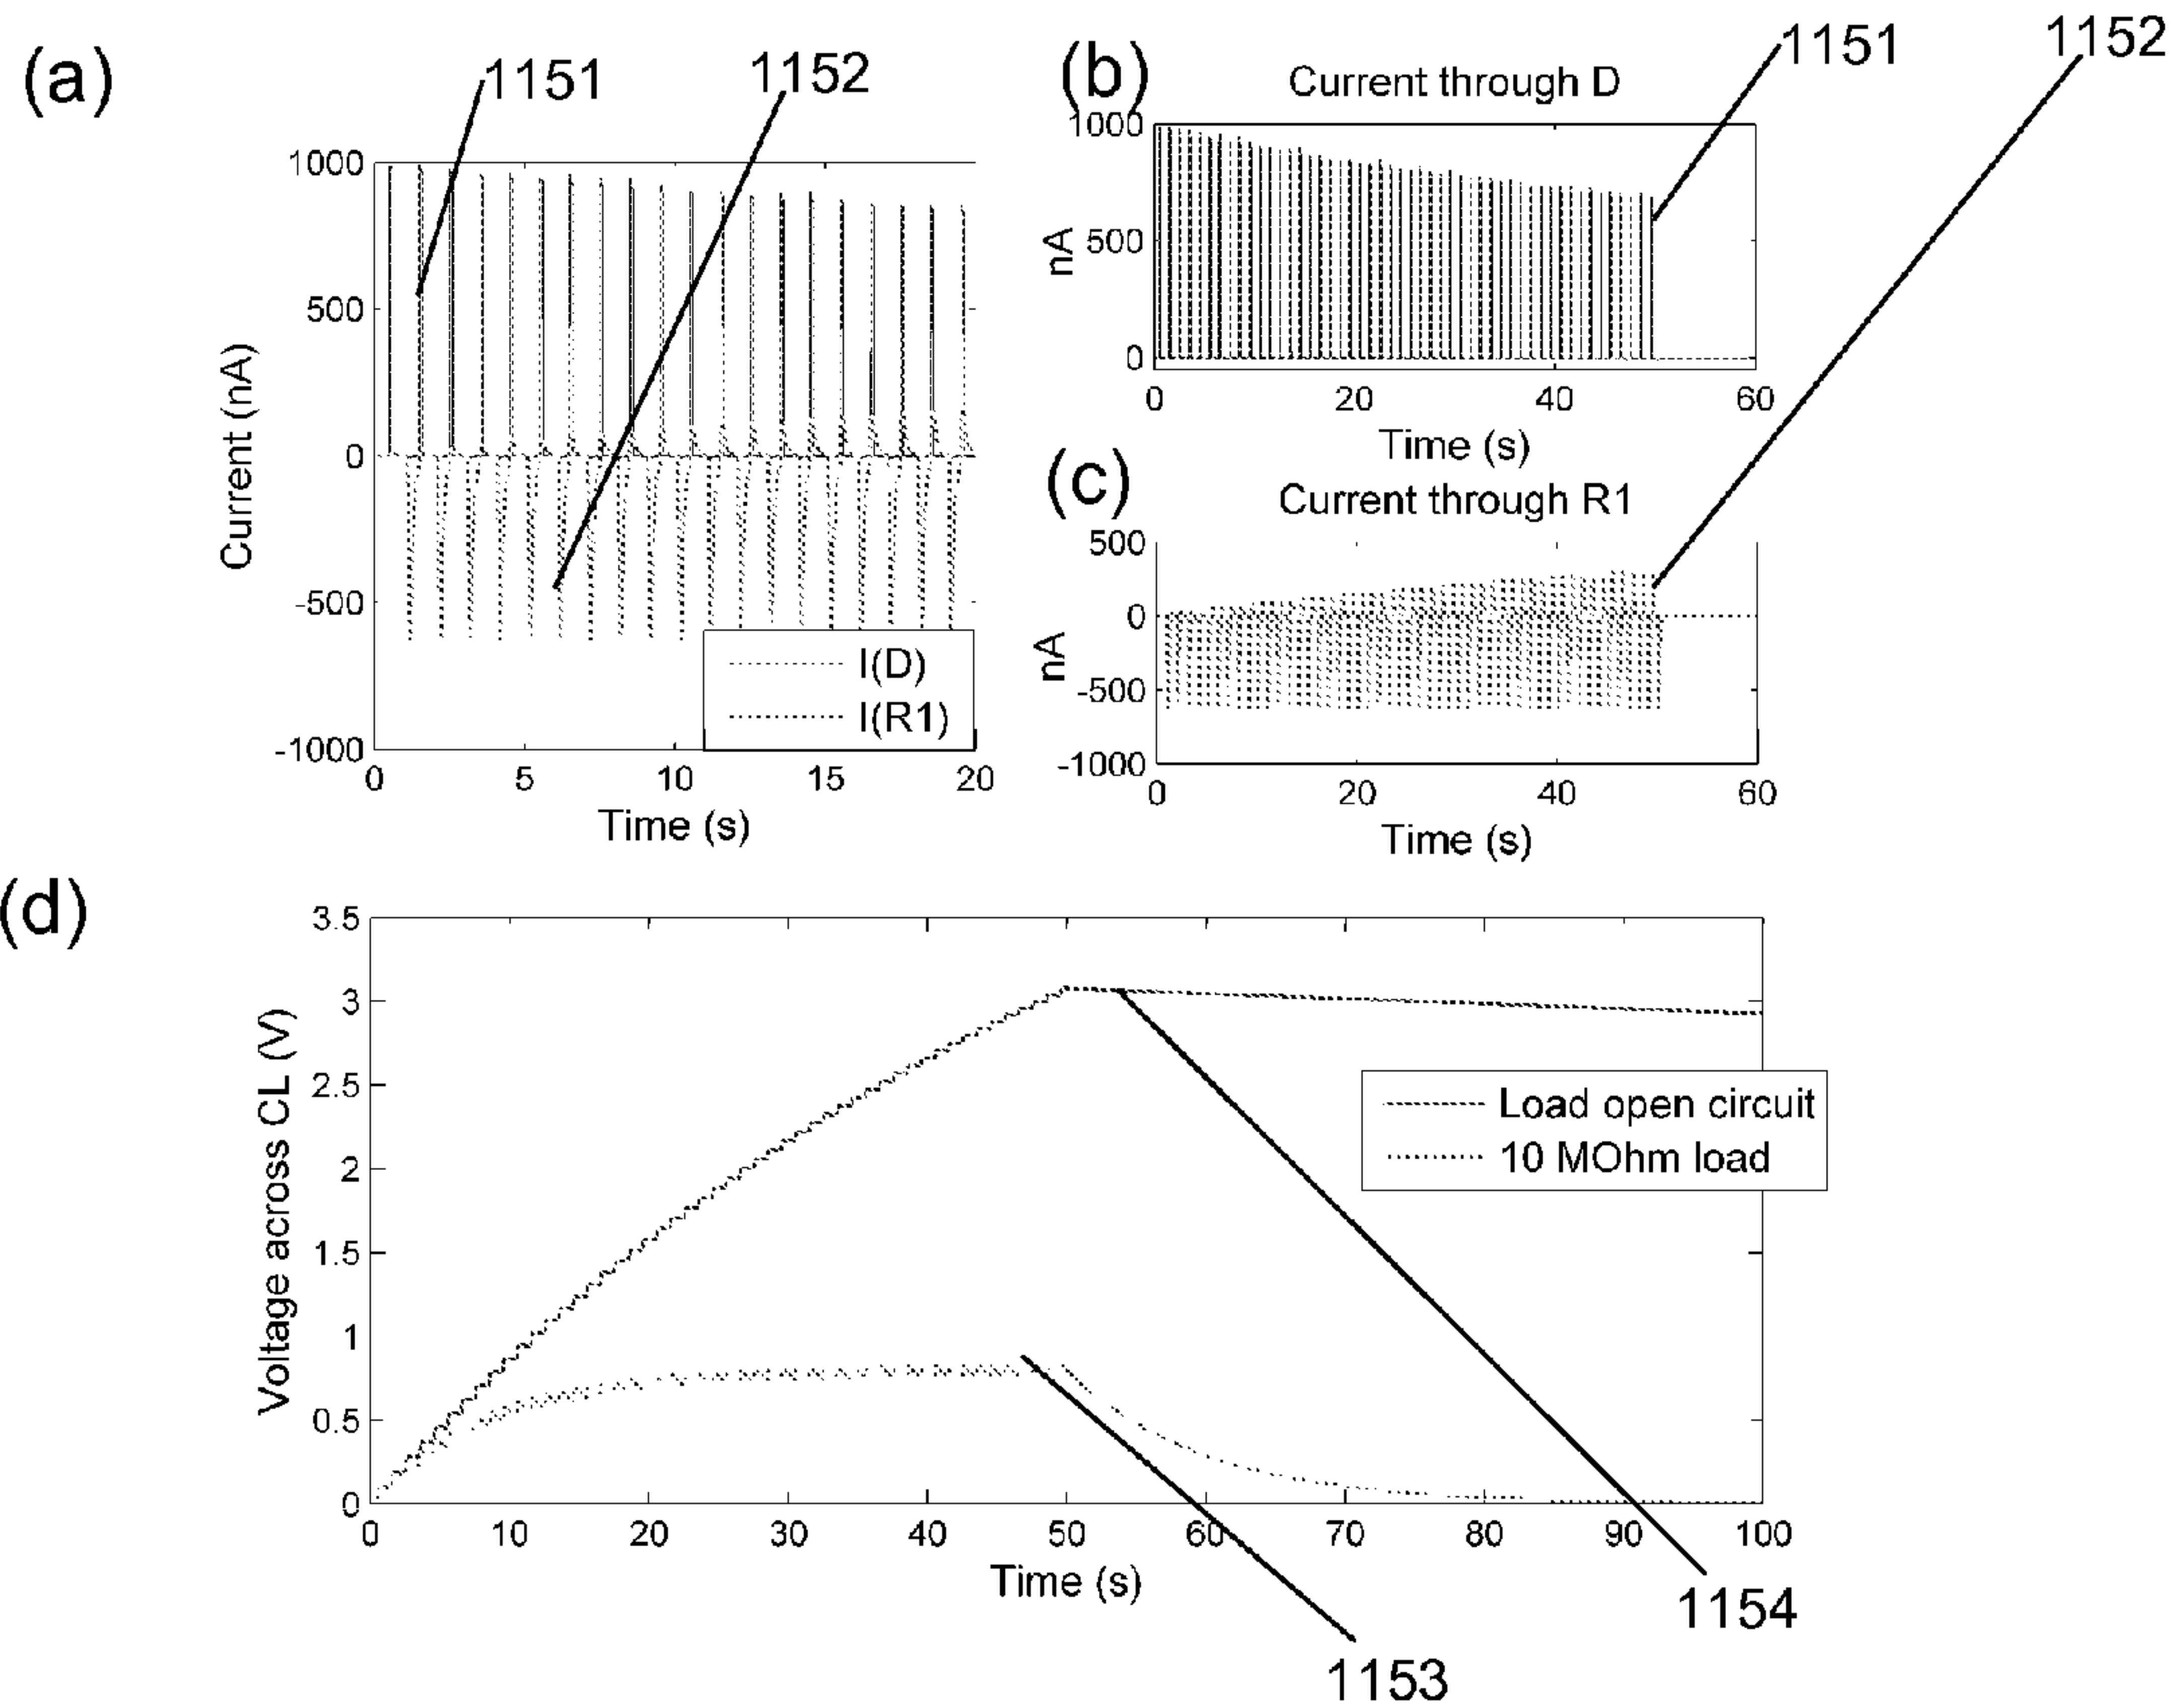 (a)
1151
1152
1000
500
0
-500
-1000
Current (nA)
I(D)
I(R1)
0 5 10 15 20
Time (s)
(b)
Current through D
1151
1152
1000
500
0
nA
0 20 40 60
Time (s)
(c)
Current through R1
500
0
-500
-1000
nA
0 20 40 60
Time (s)
(d)
3.5
3
2.5
2
1.5
1
0.5
0
Voltage across CL (V)
Load open circuit
10 MOhm load
0 10 20 30 40 50 60 70 80 90 100
Time (s)
1154
1153